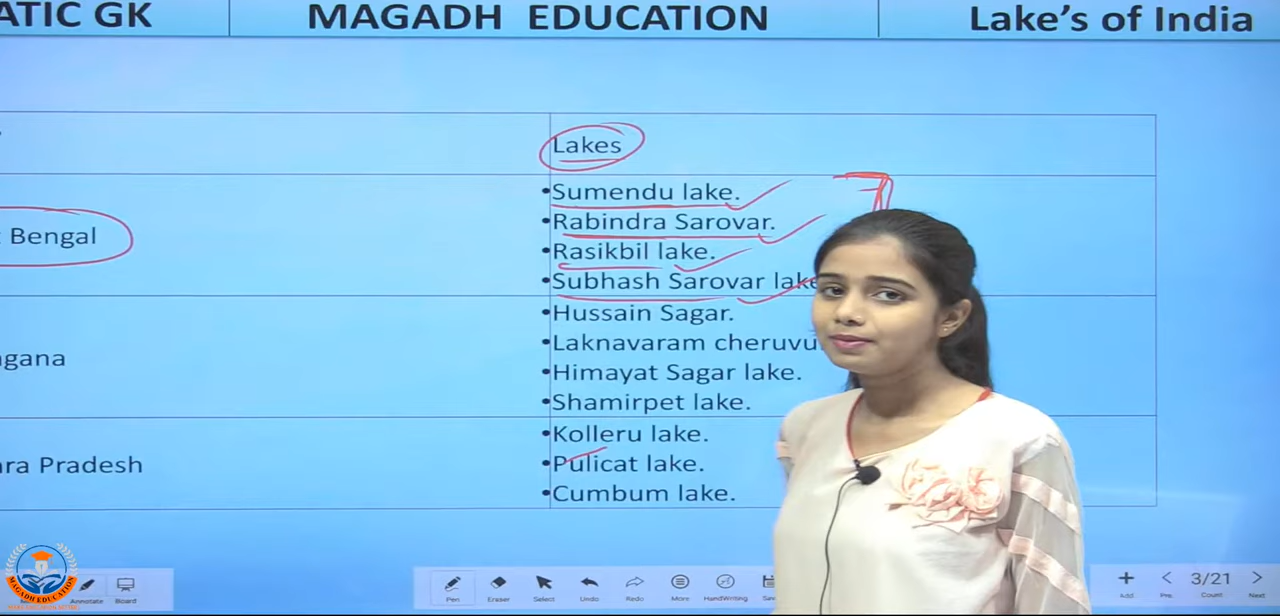 ATIC GK
MAGADH EDUCATION
Lake’s of India
Lakes
Bengal
•Sumendu lake.
•Rabindra Sarovar.
•Rasikbil lake.
•Subhash Sarovar lake
gana
•Hussain Sagar.
•Laknavaram cheruvu.
•Himayat Sagar lake.
•Shamirpet lake.
ra Pradesh
•Kolleru lake.
•Pulicat lake.
•Cumbum lake.
MAGADH EDUCATION
Annotate
Board
Pen
Eraser
Select
Undo
Redo
More
HandWriting
Add
Pre.
3/21
Count
Next